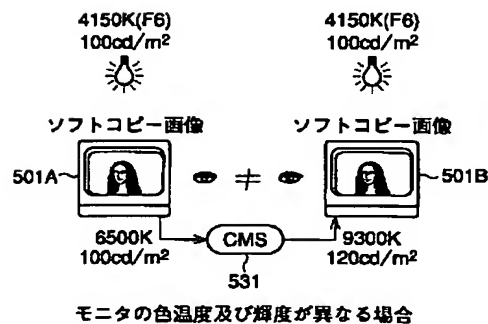 4150K(F6)
100cd/m²
4150K(F6)
100cd/m²
ソフトコピー画像
ソフトコピー画像
501A
≠
501B
6500K
100cd/m²
CMS
9300K
120cd/m²
531
モニタの色温度及び輝度が異なる場合